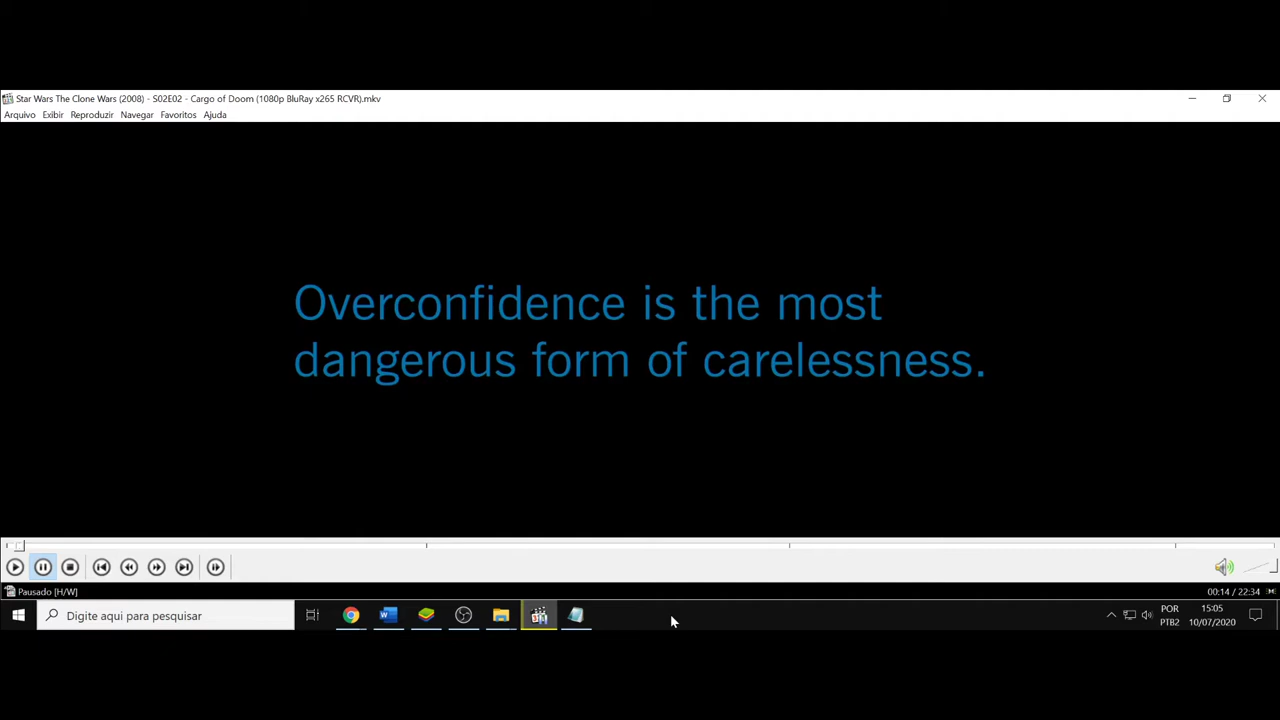 Star Wars The Clone Wars (2008) - S02E02 - Cargo of Doom (1080p BluRay x265 RCVR).mkv
Arquivo Exibir Reproduzir Navegar Favoritos Ajuda
Overconfidence is the most
dangerous form of carelessness.
Pausado [H/W] 00:14 / 22:34
Digite aqui para pesquisar
POR 15:05
PTB2 10/07/2020